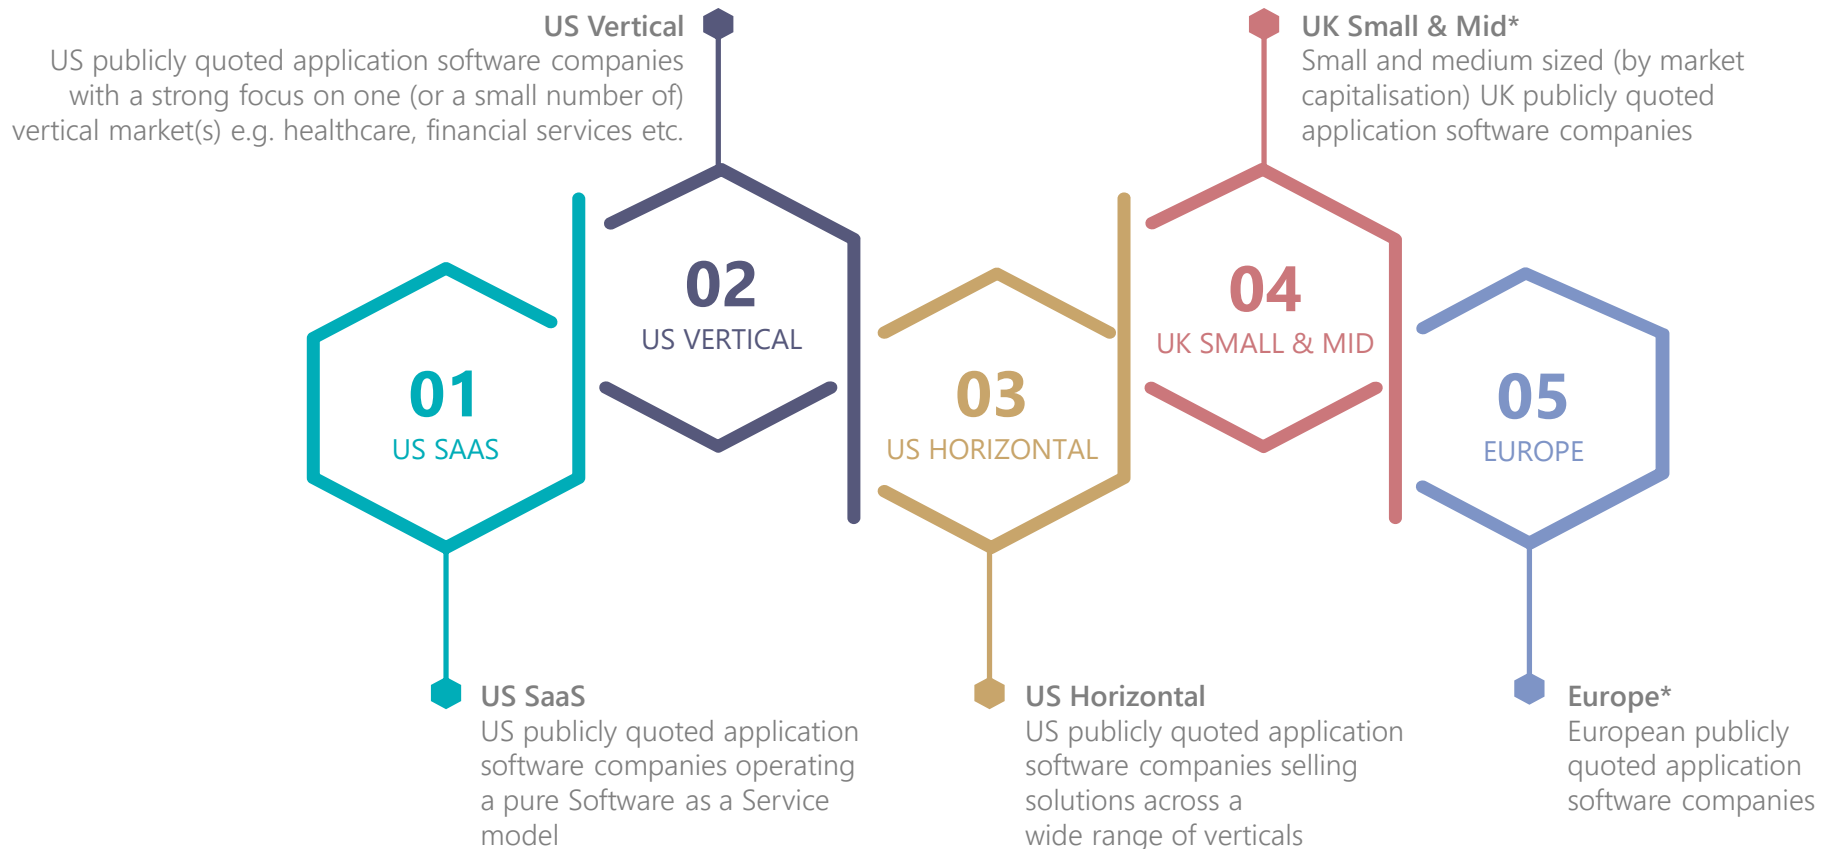 US Vertical
US publicly quoted application software companies
with a strong focus on one (or a small number of)
vertical market(s) e.g. healthcare, financial services etc.
UK Small & Mid*
Small and medium sized (by market
capitalisation) UK publicly quoted
application software companies
01
US SAAS
02
US VERTICAL
03
US HORIZONTAL
04
UK SMALL & MID
05
EUROPE
US SaaS
US publicly quoted application
software companies operating
a pure Software as a Service
model
US Horizontal
US publicly quoted application
software companies selling
solutions across a
wide range of verticals
Europe*
European publicly
quoted application
software companies